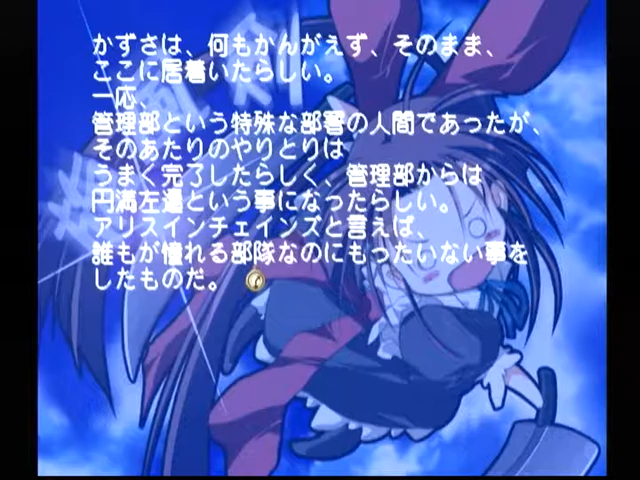 かずさは、何もかんがえず、そのまま、
ここに居着いたらしい。
一応、
管理部という特殊な部署の人間であったが、
そのあたりのやりとりは
うまく完了したらしく、管理部からは
円満左遷という事になったらしい。
アリスインチェインズと言えば、
誰もが憧れる部隊なのにもったいない事を
したものだ。